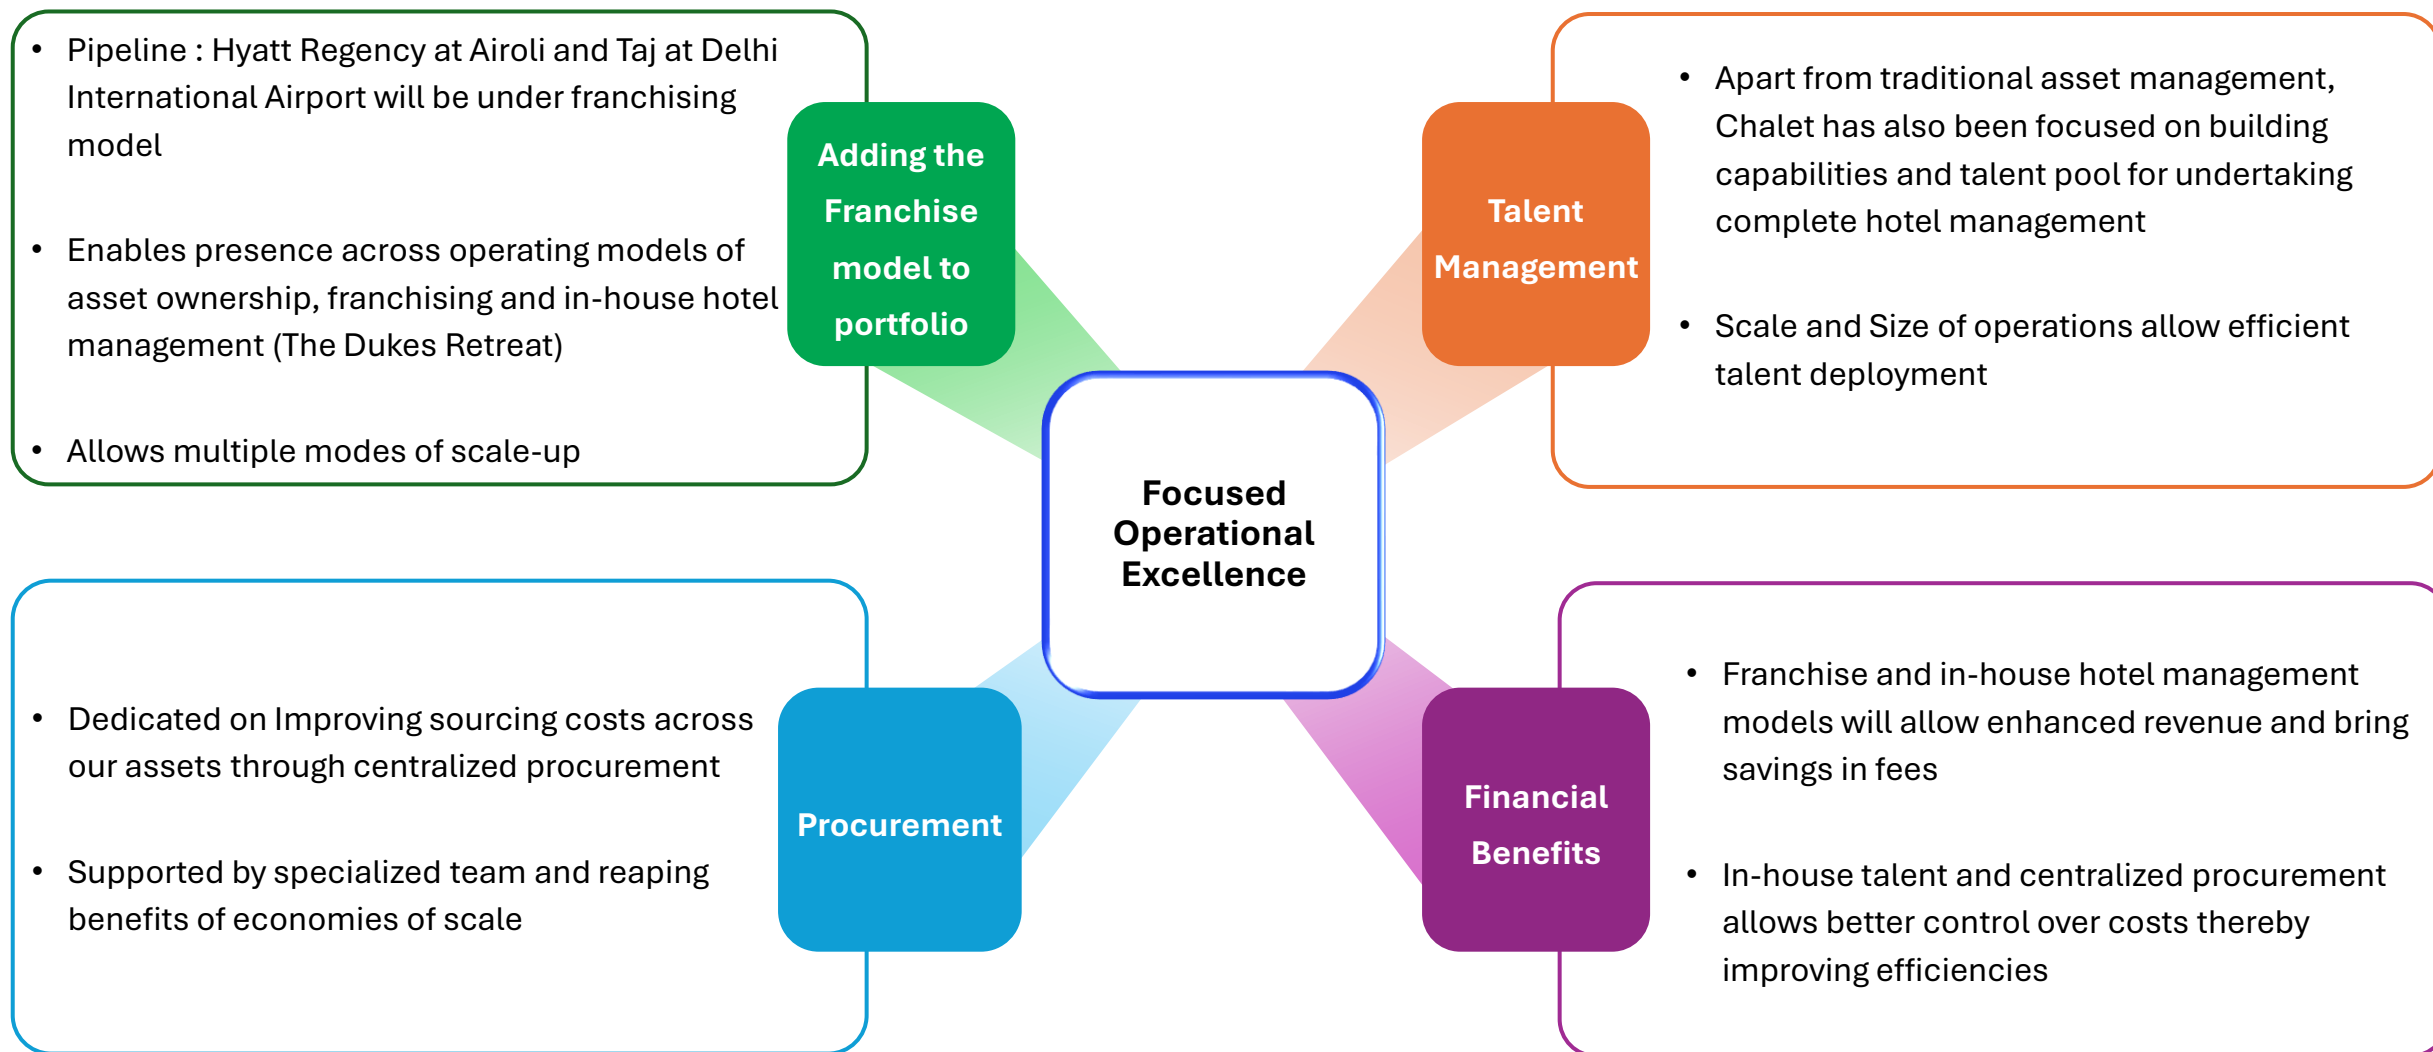 • Pipeline : Hyatt Regency at Airoli and Taj at Delhi
International Airport will be under franchising
model
• Enables presence across operating models of
asset ownership, franchising and in-house hotel
management (The Dukes Retreat)
• Allows multiple modes of scale-up
Adding the
Franchise
model to
portfolio
Talent
Management
• Apart from traditional asset management,
Chalet has also been focused on building
capabilities and talent pool for undertaking
complete hotel management
• Scale and Size of operations allow efficient
talent deployment
Focused
Operational
Excellence
• Dedicated on Improving sourcing costs across
our assets through centralized procurement
• Supported by specialized team and reaping
benefits of economies of scale
Procurement
Financial
Benefits
• Franchise and in-house hotel management
models will allow enhanced revenue and bring
savings in fees
• In-house talent and centralized procurement
allows better control over costs thereby
improving efficiencies